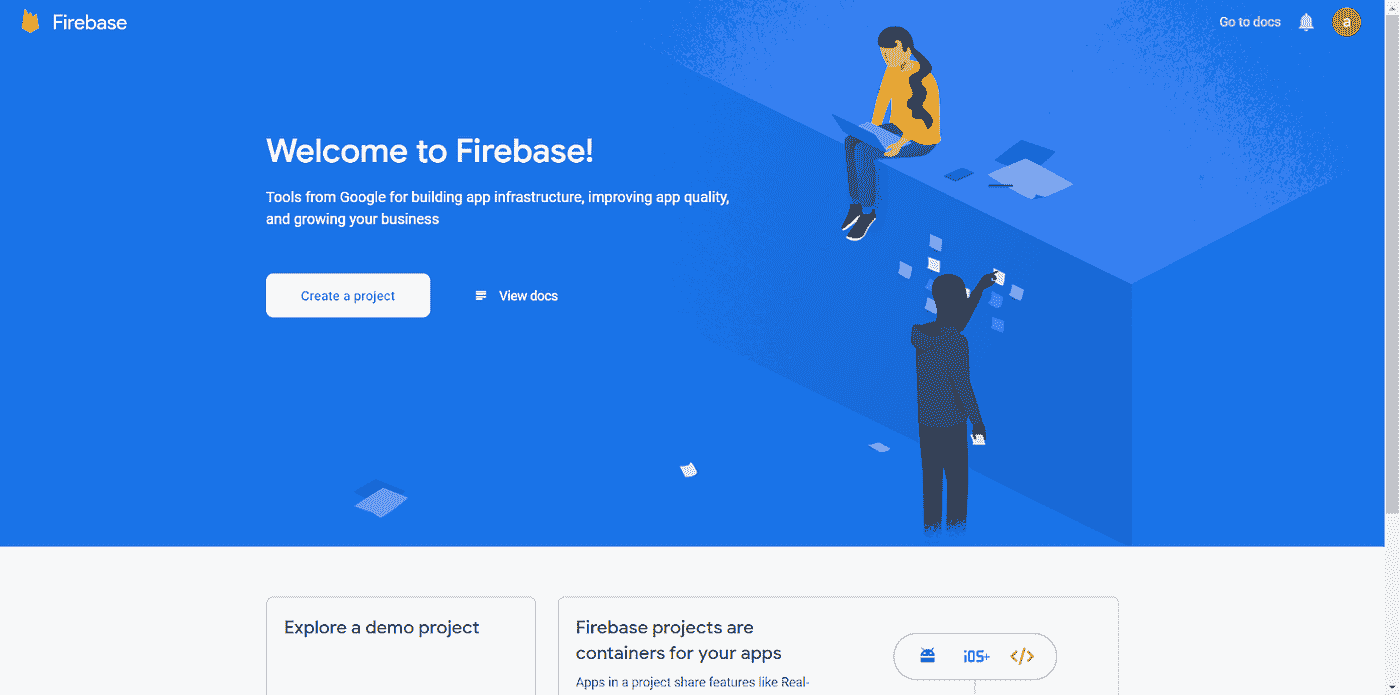 Firebase
Go to docs
a
Welcome to Firebase!
Tools from Google for building app infrastructure, improving app quality,
and growing your business
Create a project
View docs
Explore a demo project
Firebase projects are
containers for your apps
iOS+
Apps in a project share features like Real-